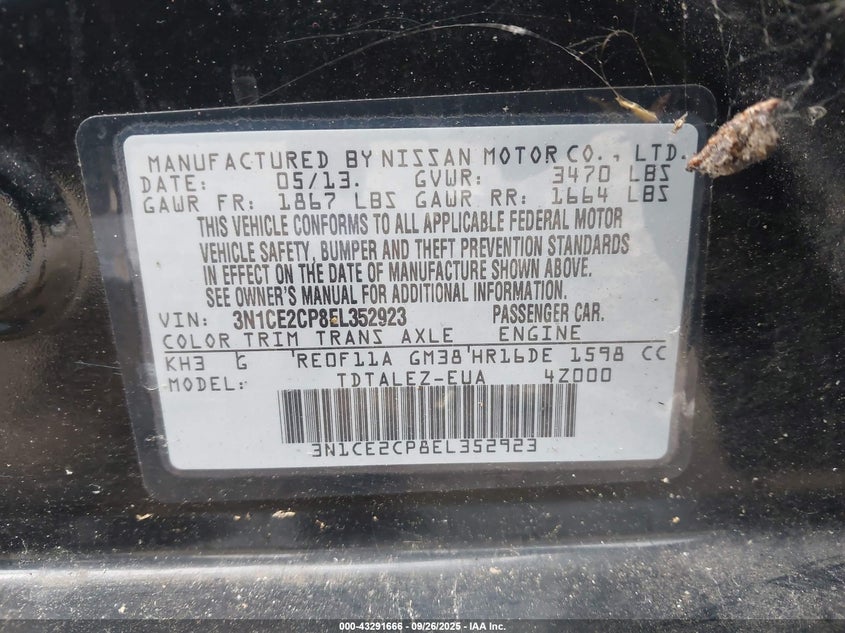 MANUFACTURED BY NISSAN MOTOR CO., LTD.
DATE: 05/13. GVWR: 3470 LBS
GAWR FR: 1867 LBS GAWR RR: 1664 LBS
THIS VEHICLE CONFORMS TO ALL APPLICABLE FEDERAL MOTOR
VEHICLE SAFETY, BUMPER AND THEFT PREVENTION STANDARDS
IN EFFECT ON THE DATE OF MANUFACTURE SHOWN ABOVE.
SEE OWNER'S MANUAL FOR ADDITIONAL INFORMATION.
VIN: 3N1CE2CP8EL352923 PASSENGER CAR.
COLOR TRIM TRANS AXLE ENGINE
KH3 G RE0F11A GM38 HR16DE 1598 CC
MODEL: TDTALEZ-EUA 4Z000
3N1CE2CP8EL352923
000-43291666 - 09/26/2025 - IAA Inc.